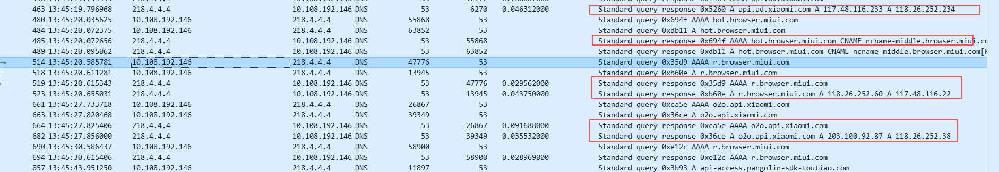 463 13:45:19.796968 218.4.4.4 10.108.192.146 DNS 53 6270 0.046312000 Standard query response 0x5260 A api.ad.xiaomi.com A 117.48.116.233 A 118.26.252.234
480 13:45:20.035625 10.108.192.146 218.4.4.4 DNS 55868 53 Standard query 0x694f AAAA hot.browser.miui.com
484 13:45:20.072375 10.108.192.146 218.4.4.4 DNS 63852 53 Standard query 0xdb11 A hot.browser.miui.com
485 13:45:20.072656 218.4.4.4 10.108.192.146 DNS 53 55868 Standard query response 0x694f AAAA hot.browser.miui.com CNAME ncname-middle.browser.miui.co
489 13:45:20.095062 218.4.4.4 10.108.192.146 DNS 53 63852 Standard query response 0xdb11 A hot.browser.miui.com CNAME ncname-middle.browser.miui.com[
514 13:45:20.585781 10.108.192.146 218.4.4.4 DNS 47776 53 Standard query 0x35d9 AAAA r.browser.miui.com
518 13:45:20.611281 10.108.192.146 218.4.4.4 DNS 13945 53 Standard query 0xb60e A r.browser.miui.com
519 13:45:20.615343 218.4.4.4 10.108.192.146 DNS 53 47776 0.029562000 Standard query response 0x35d9 AAAA r.browser.miui.com
523 13:45:20.655031 218.4.4.4 10.108.192.146 DNS 53 13945 0.043750000 Standard query response 0xb60e A r.browser.miui.com A 118.26.252.60 A 117.48.116.22
661 13:45:27.733718 10.108.192.146 218.4.4.4 DNS 26867 53 Standard query 0xca5e AAAA o2o.api.xiaomi.com
663 13:45:27.820468 10.108.192.146 218.4.4.4 DNS 39349 53 Standard query 0x36ce A o2o.api.xiaomi.com
664 13:45:27.825406 218.4.4.4 10.108.192.146 DNS 53 26867 0.091688000 Standard query response 0xca5e AAAA o2o.api.xiaomi.com
682 13:45:27.856000 218.4.4.4 10.108.192.146 DNS 53 39349 0.035532000 Standard query response 0x36ce A o2o.api.xiaomi.com A 203.100.92.87 A 118.26.252.38
690 13:45:30.586437 10.108.192.146 218.4.4.4 DNS 58900 53 Standard query 0xe12c AAAA r.browser.miui.com
694 13:45:30.615406 218.4.4.4 10.108.192.146 DNS 53 58900 0.028969000 Standard query response 0xe12c AAAA r.browser.miui.com
857 13:45:43.951250 10.108.192.146 218.4.4.4 DNS 11897 53 Standard query 0x3b93 A api-access.pangolin-sdk-toutiao.com